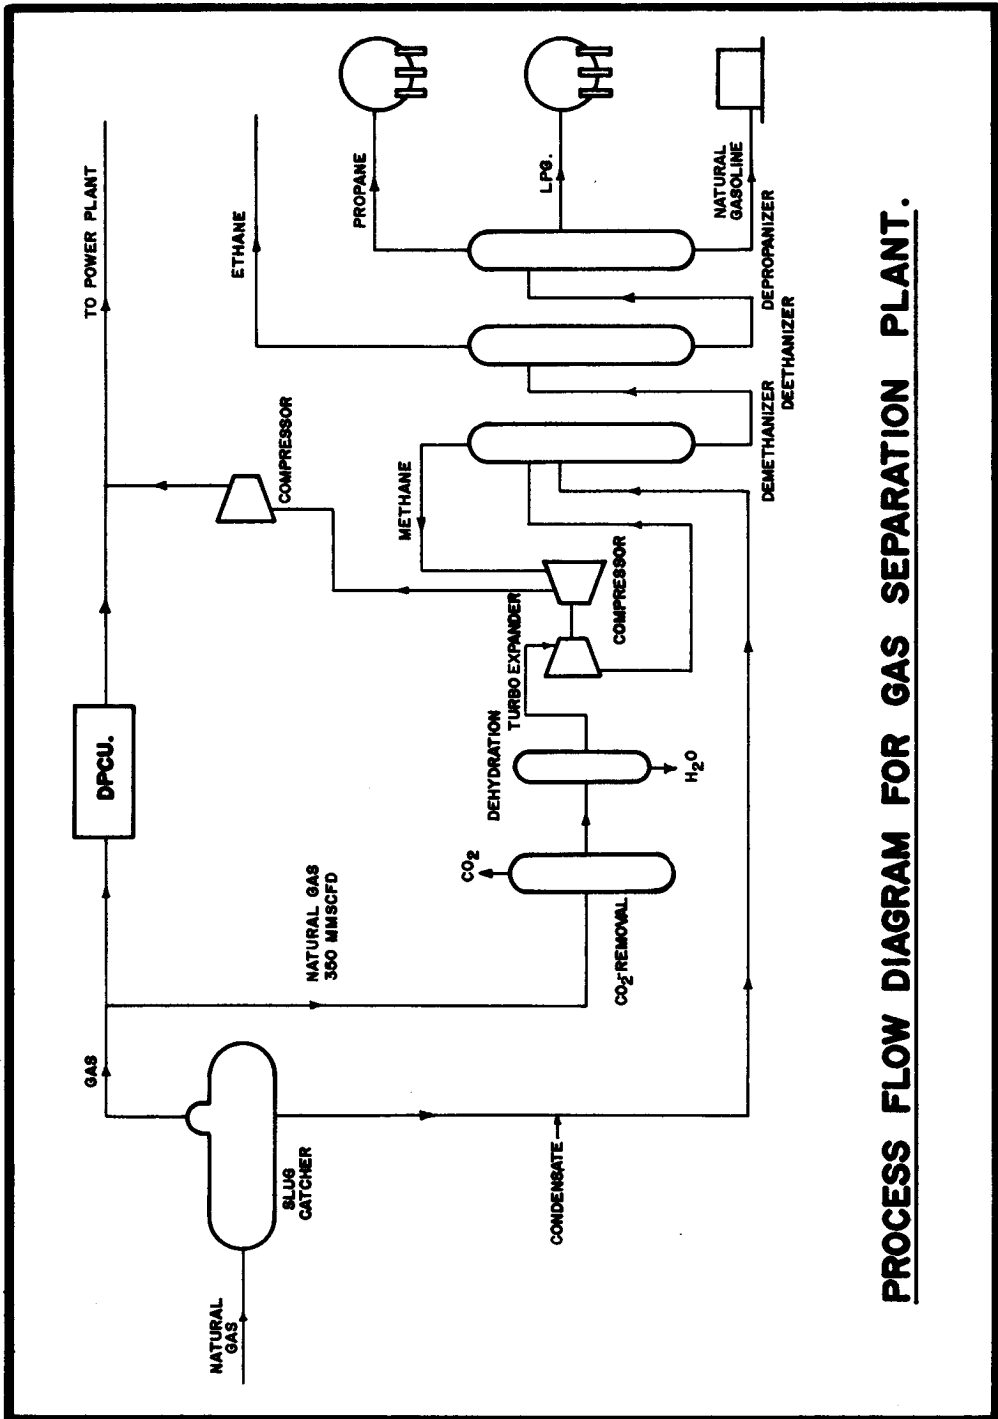 NATURAL
GAS
SLUG
CATCHER
GAS
CONDENSATE
NATURAL GAS
350 MMSCFD
CO2-REMOVAL
CO2
DEHYDRATION
H2O
DPCU.
TURBO EXPANDER
COMPRESSOR
METHANE
COMPRESSOR
TO POWER PLANT
DEMETHANIZER
DEETHANIZER
DEPROPANIZER
ETHANE
PROPANE
LPG.
NATURAL
GASOLINE
PROCESS FLOW DIAGRAM FOR GAS SEPARATION PLANT.